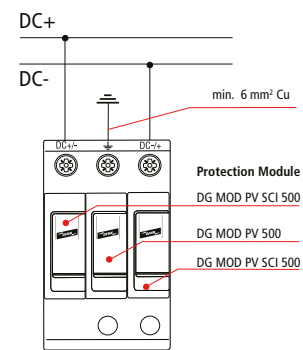 DC+
DC-
min. 6 mm² Cu
DC+/-
DC-/+
Protection Module
DG MOD PV SCI 500
DG MOD PV 500
DG MOD PV SCI 500